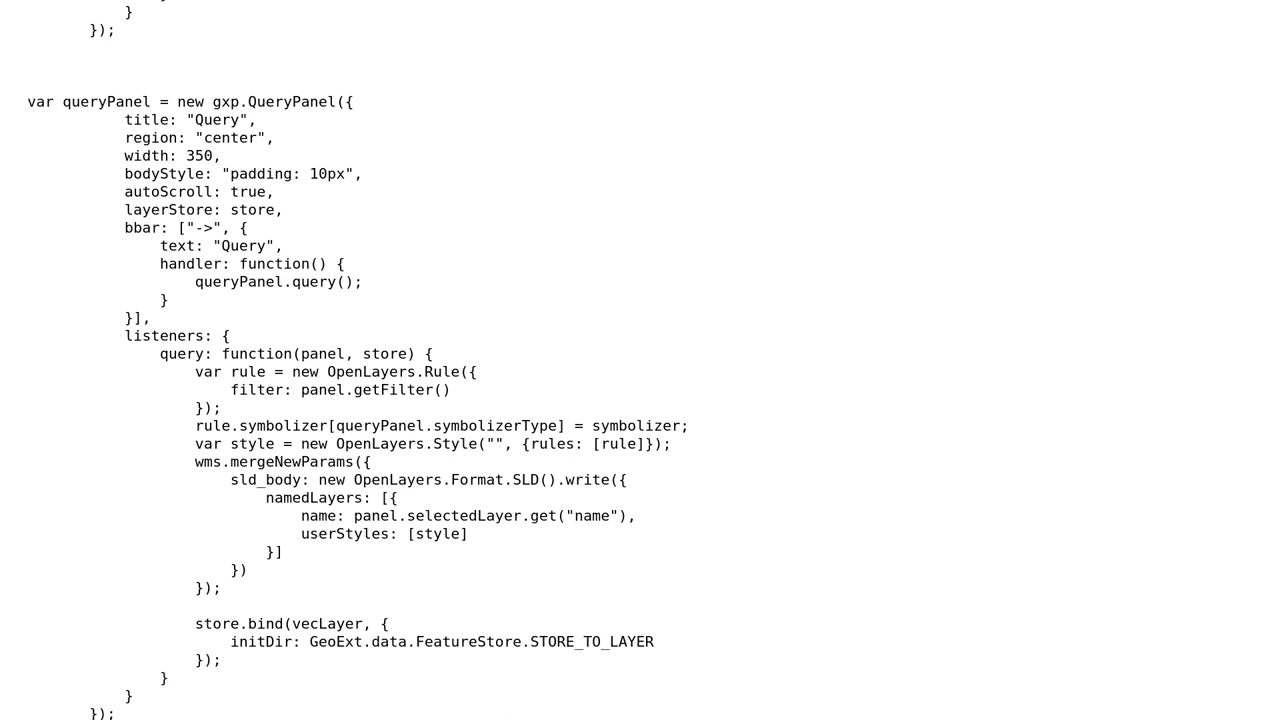 }
});
var queryPanel = new gxp.QueryPanel({
title: "Query",
region: "center",
width: 350,
bodyStyle: "padding: 10px",
autoScroll: true,
layerStore: store,
bbar: ["->", {
text: "Query",
handler: function() {
queryPanel.query();
}
}],
listeners: {
query: function(panel, store) {
var rule = new OpenLayers.Rule({
filter: panel.getFilter()
});
rule.symbolizer[queryPanel.symbolizerType] = symbolizer;
var style = new OpenLayers.Style("", {rules: [rule]});
wms.mergeNewParams({
sld_body: new OpenLayers.Format.SLD().write({
namedLayers: [{
name: panel.selectedLayer.get("name"),
userStyles: [style]
}]
})
});
store.bind(vecLayer, {
initDir: GeoExt.data.FeatureStore.STORE_TO_LAYER
});
}
}
});